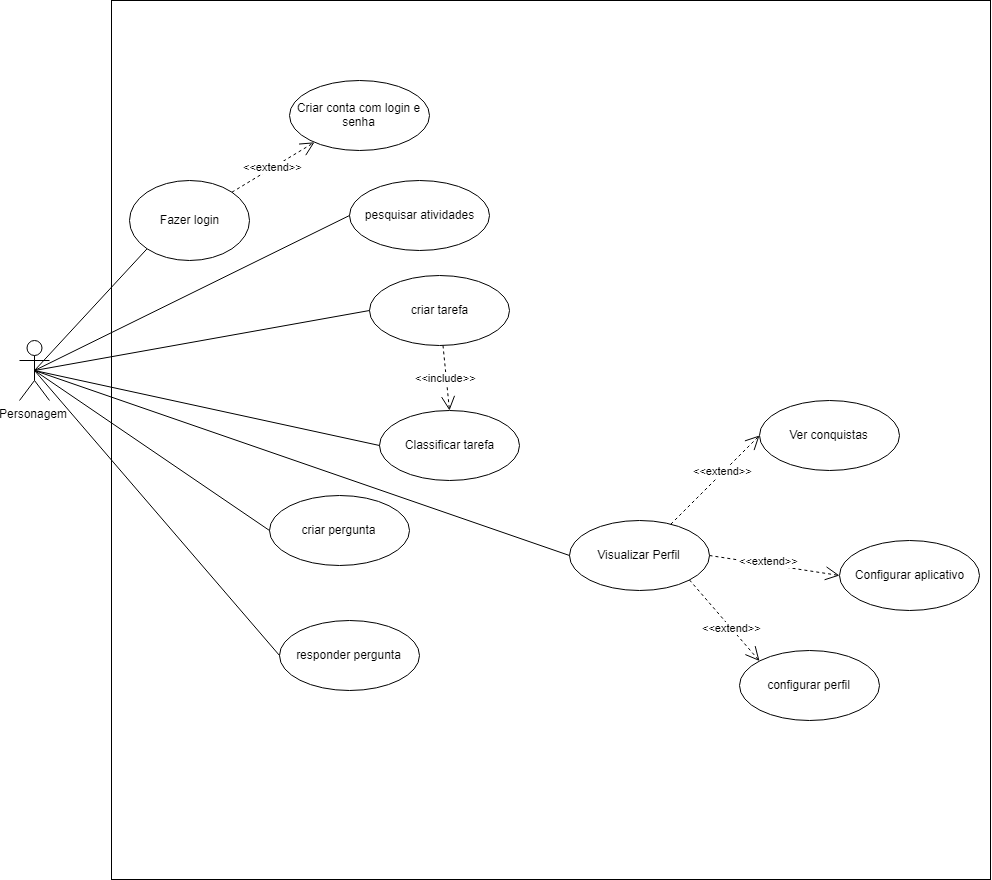 Criar conta com login e
senha
<<extend>>
Fazer login
pesquisar atividades
criar tarefa
<<include>>
Personagem
Classificar tarefa
Ver conquistas
<<extend>>
criar pergunta
Visualizar Perfil
<<extend>>
Configurar aplicativo
<<extend>>
responder pergunta
configurar perfil